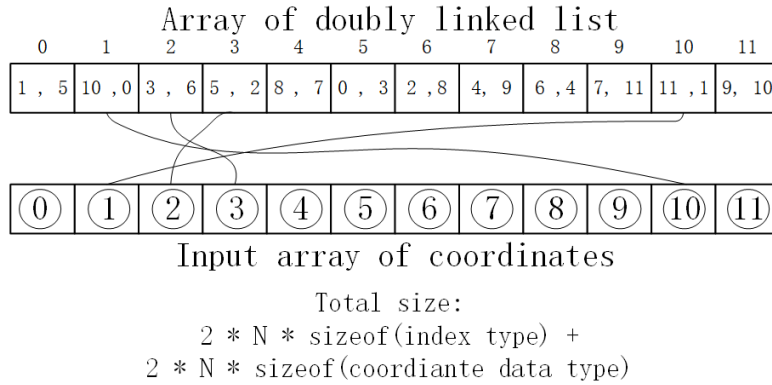 Array of doubly linked list
0 1 2 3 4 5 6 7 8 9 10 11
1 , 5 10 ,0 3 , 6 5 , 2 8 , 7 0 , 3 2 ,8 4, 9 6 ,4 7, 11 11 ,1 9, 10
0 1 2 3 4 5 6 7 8 9 10 11
Input array of coordinates
Total size:
2 * N * sizeof(index type) +
2 * N * sizeof(coordiante data type)